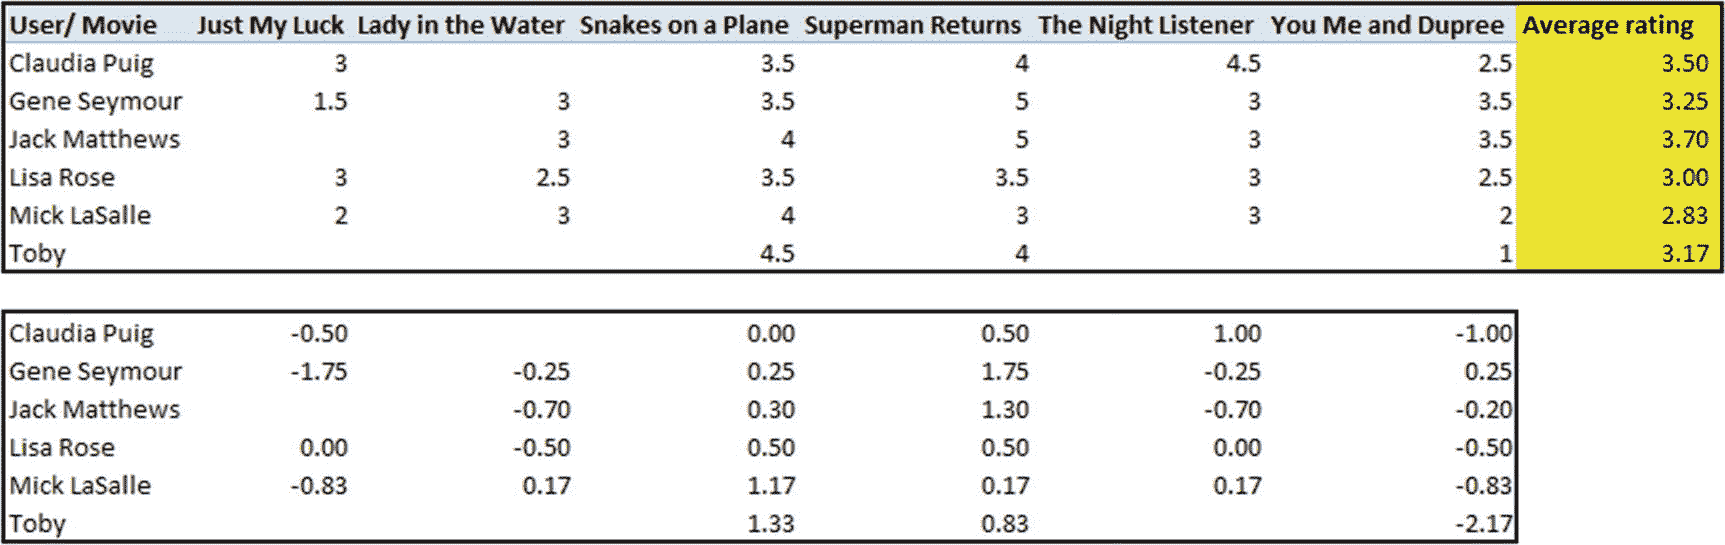 User/ Movie Just My Luck Lady in the Water Snakes on a Plane Superman Returns The Night Listener You Me and Dupree Average rating
Claudia Puig 3 3.5 4 4.5 2.5 3.50
Gene Seymour 1.5 3 3.5 5 3 3.5 3.25
Jack Matthews 3 4 5 3 3.5 3.70
Lisa Rose 3 2.5 3.5 3.5 3 2.5 3.00
Mick LaSalle 2 3 4 3 3 2 2.83
Toby 4.5 4 1 3.17
Claudia Puig -0.50 0.00 0.50 1.00 -1.00
Gene Seymour -1.75 -0.25 0.25 1.75 -0.25 0.25
Jack Matthews -0.70 0.30 1.30 -0.70 -0.20
Lisa Rose 0.00 -0.50 0.50 0.50 0.00 -0.50
Mick LaSalle -0.83 0.17 1.17 0.17 0.17 -0.83
Toby 1.33 0.83 -2.17